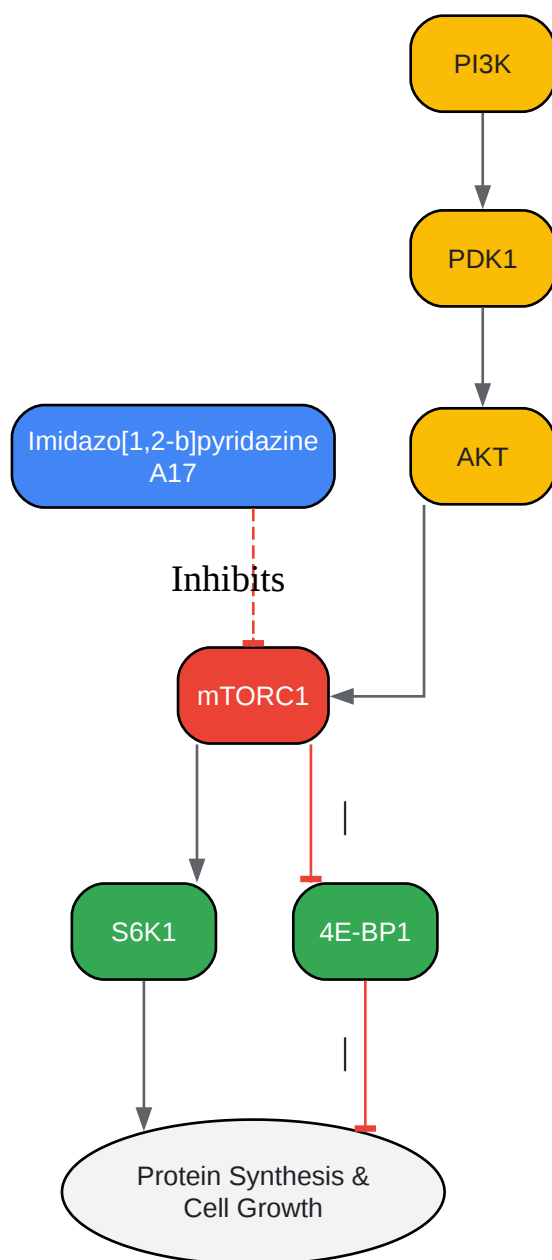 PI3K
PDK1
Imidazo[1,2-b]pyridazine
A17
AKT
Inhibits
mTORC1
|
S6K1
4E-BP1
|
Protein Synthesis &
Cell Growth